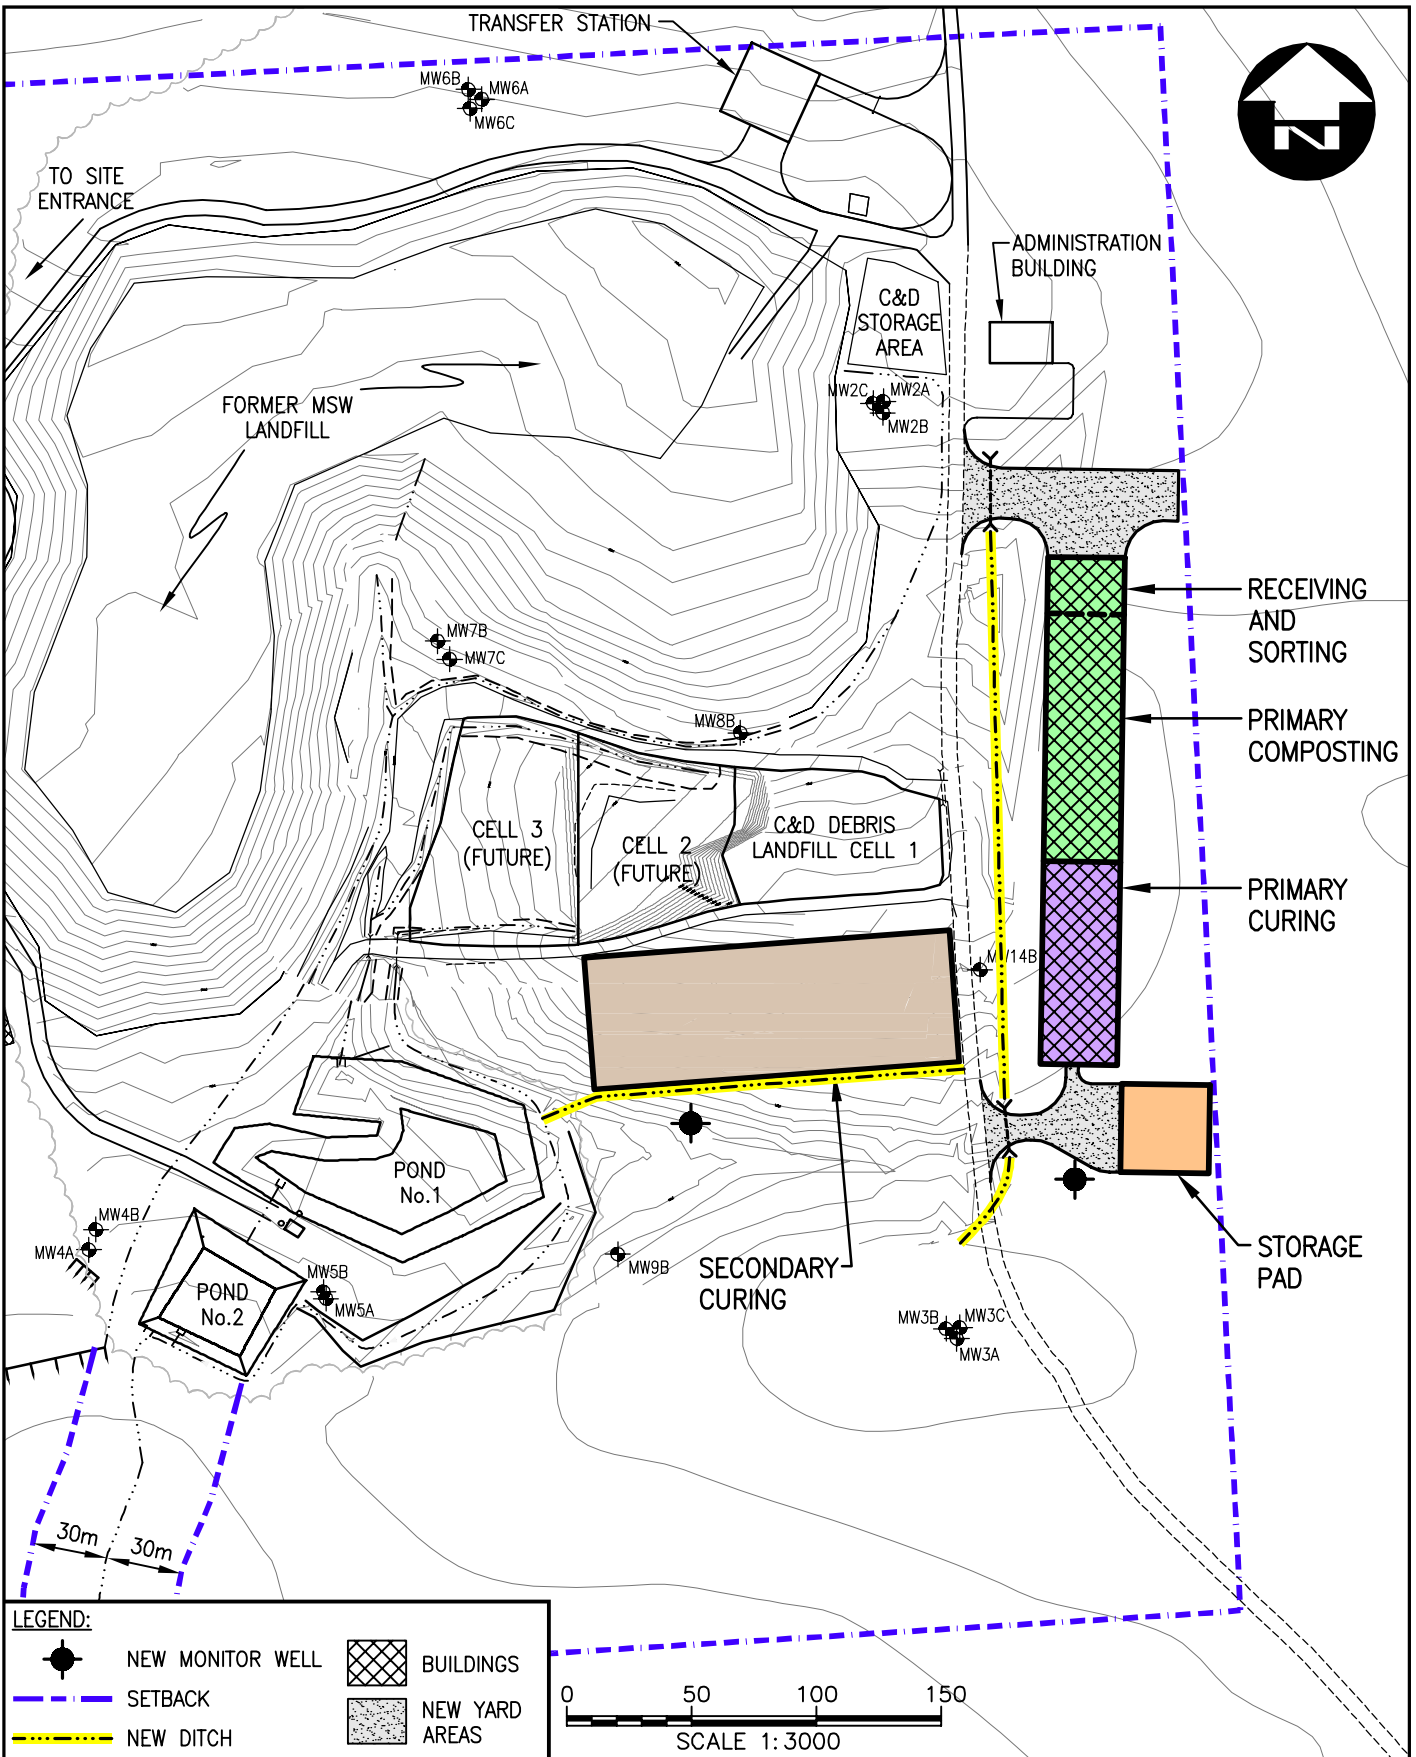 TRANSFER STATION
MW6B
MW6A
MW6C
N
TO SITE
ENTRANCE
ADMINISTRATION
BUILDING
C&D
STORAGE
AREA
MW2C
MW2A
MW2B
FORMER MSW
LANDFILL
RECEIVING
AND
SORTING
MW7B
MW7C
MW8B
PRIMARY
COMPOSTING
CELL 3
(FUTURE)
CELL 2
(FUTURE)
C&D DEBRIS
LANDFILL CELL 1
PRIMARY
CURING
MW14B
POND
No.1
MW4B
MW4A
POND
No.2
MW5B
MW5A
MW9B
SECONDARY
CURING
STORAGE
PAD
MW3B
MW3C
MW3A
30m
30m
LEGEND:
NEW MONITOR WELL
SETBACK
NEW DITCH
BUILDINGS
NEW YARD
AREAS
0 50 100 150
SCALE 1:3000